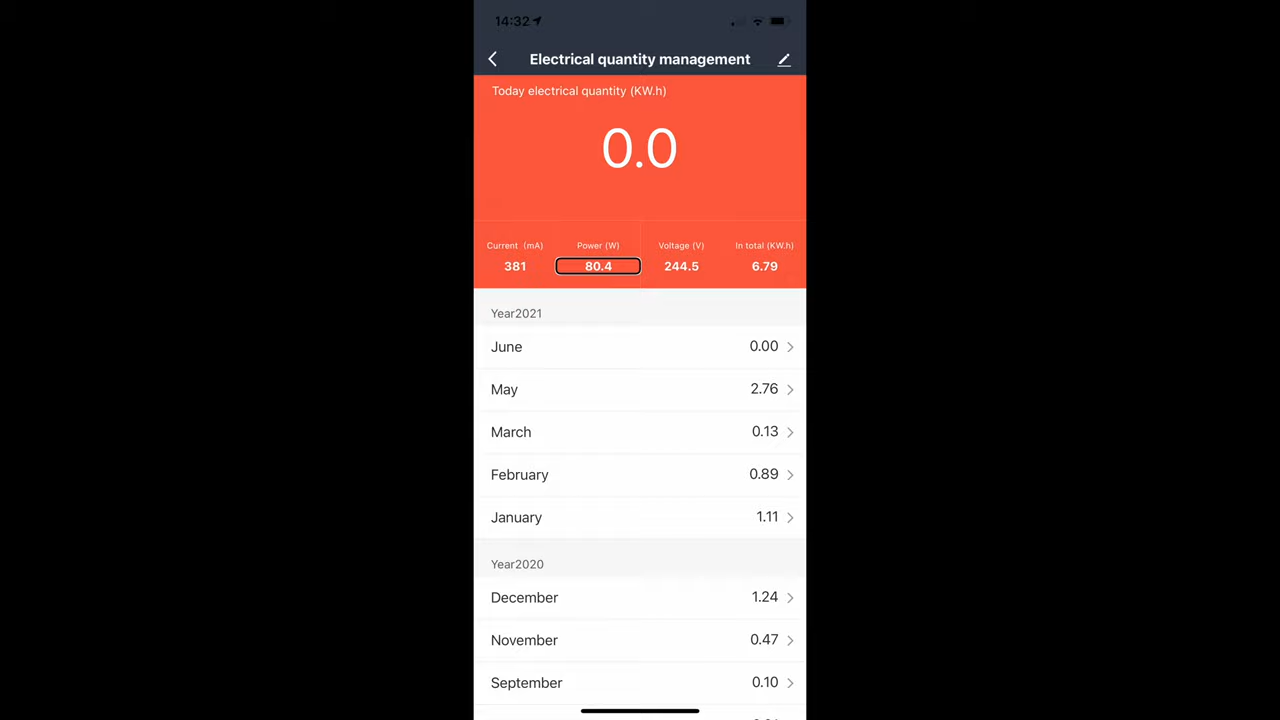 14:32
Electrical quantity management
Today electrical quantity (KW.h)
0.0
Current (mA) Power (W) Voltage (V) In total (KW.h)
381 80.4 244.5 6.79
Year2021
June 0.00
May 2.76
March 0.13
February 0.89
January 1.11
Year2020
December 1.24
November 0.47
September 0.10